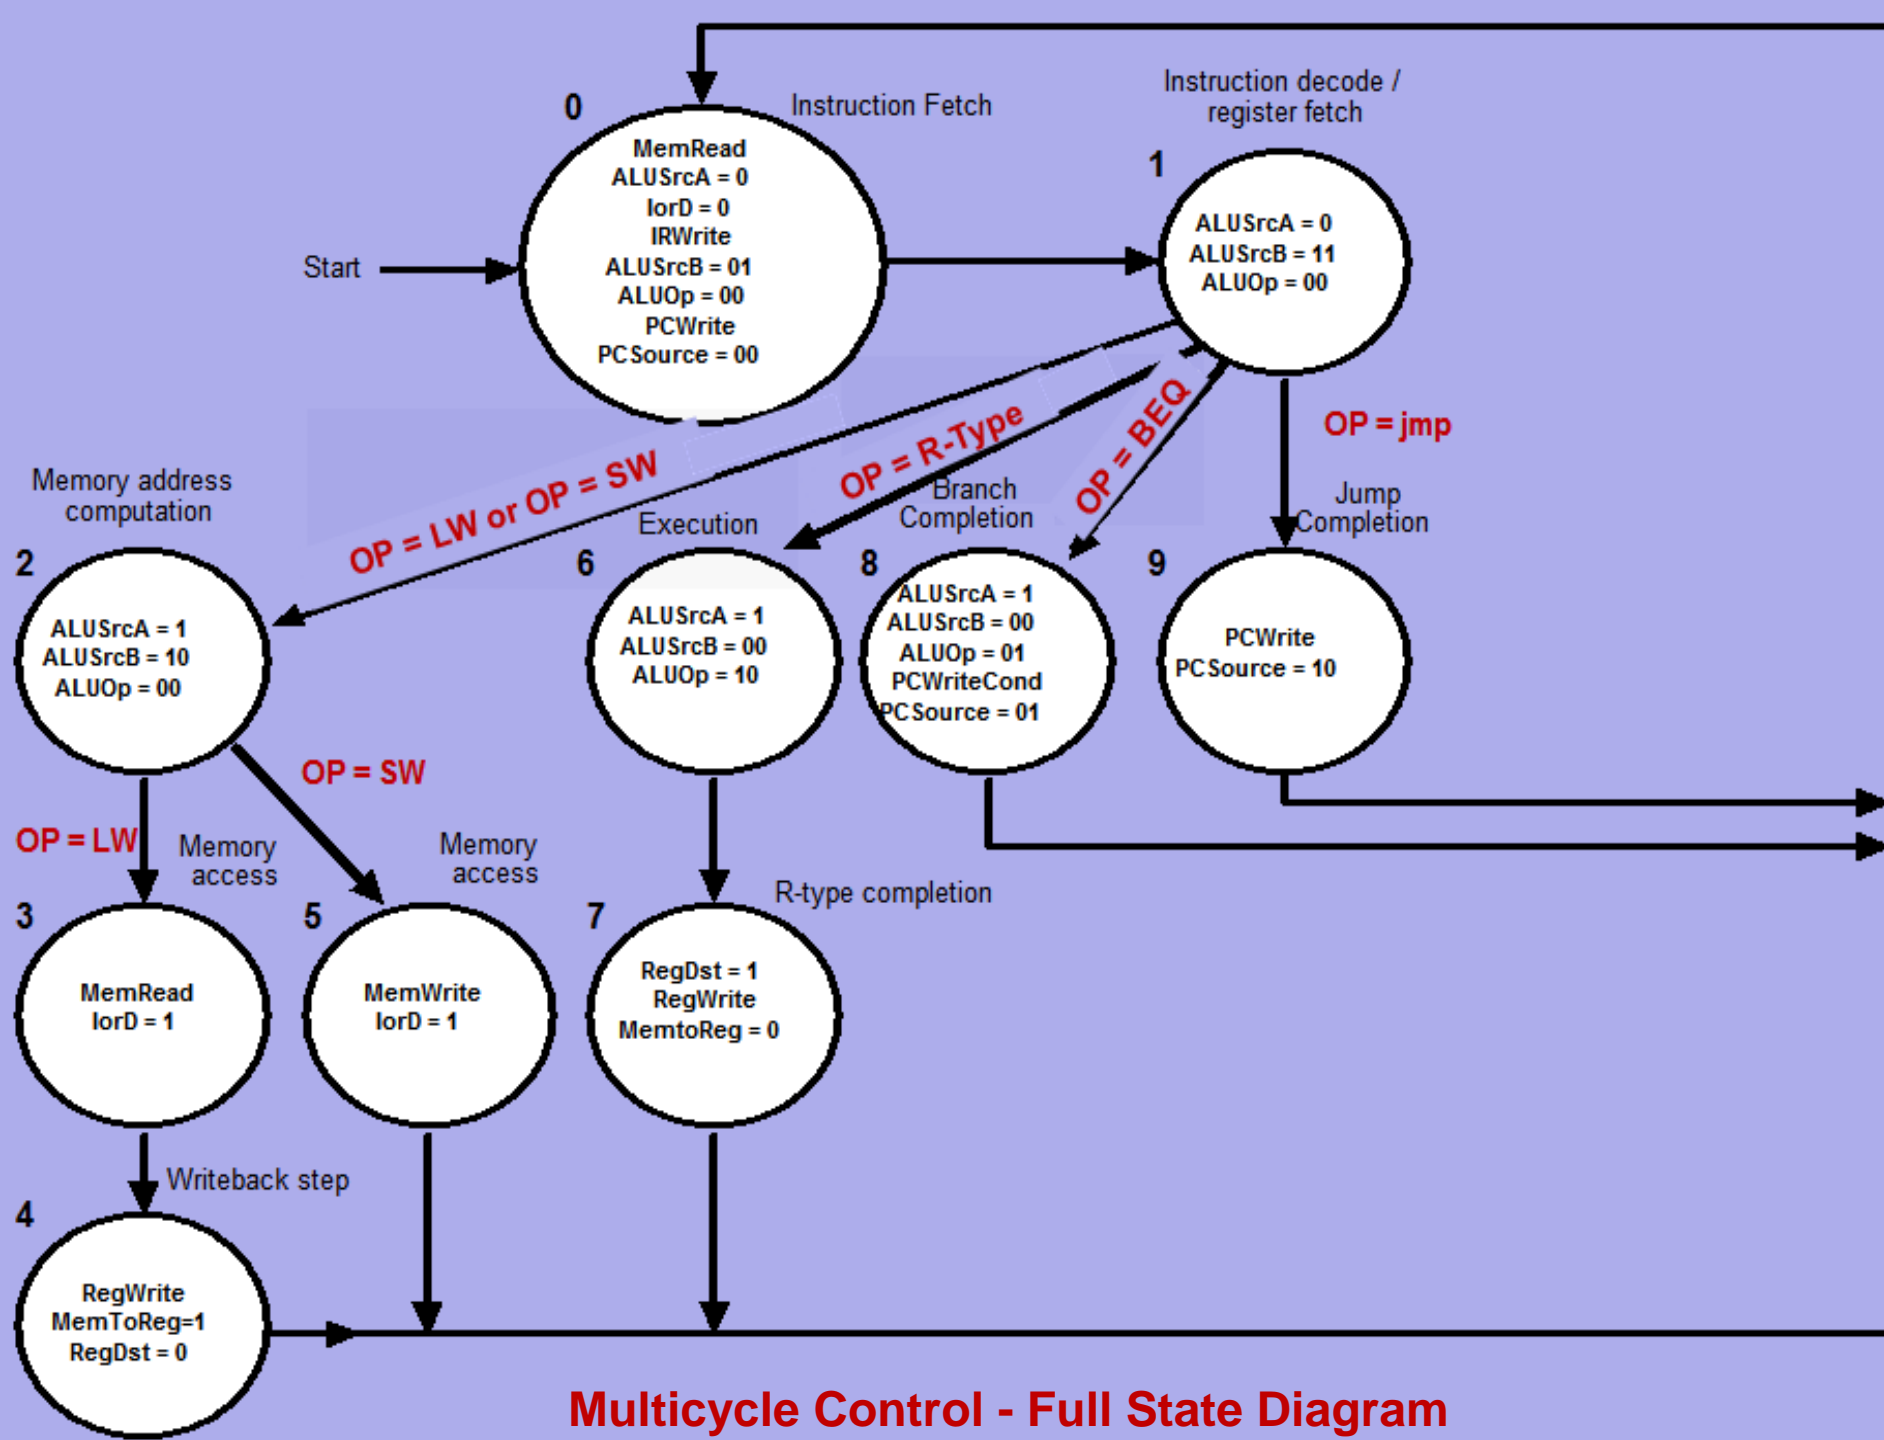 0
Instruction Fetch
MemRead
ALUSrcA = 0
IorD = 0
IRWrite
ALUSrcB = 01
ALUOp = 00
PCWrite
PCSource = 00
Start
Instruction decode /
register fetch
1
ALUSrcA = 0
ALUSrcB = 11
ALUOp = 00
OP = LW or OP = SW
OP = R-Type
OP = BEQ
OP = jmp
Memory address
computation
2
ALUSrcA = 1
ALUSrcB = 10
ALUOp = 00
Execution
6
ALUSrcA = 1
ALUSrcB = 00
ALUOp = 10
Branch
Completion
8
ALUSrcA = 1
ALUSrcB = 00
ALUOp = 01
PCWriteCond
PCSource = 01
Jump
Completion
9
PCWrite
PCSource = 10
OP = LW
OP = SW
Memory
access
3
MemRead
IorD = 1
Memory
access
5
MemWrite
IorD = 1
R-type completion
7
RegDst = 1
RegWrite
MemtoReg = 0
Writeback step
4
RegWrite
MemToReg=1
RegDst = 0
Multicycle Control - Full State Diagram